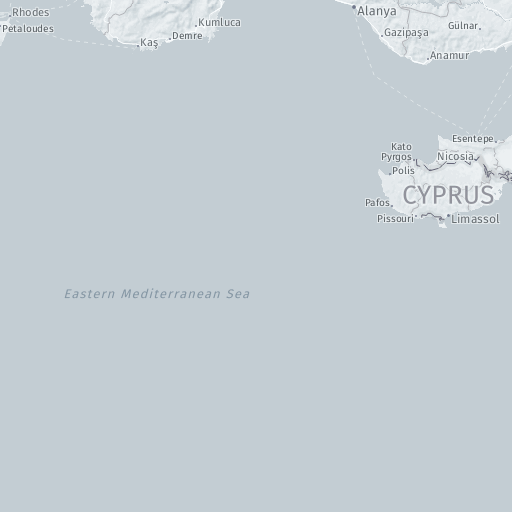 Rhodes
Petaloudes
Kaş
Demre
Kumluca
Alanya
Gazipaşa
Gülnar
Anamur
Esentepe
Kato
Pyrgos
Nicosia
Polis
CYPRUS
Pafos
Pissouri
Limassol
Eastern Mediterranean Sea